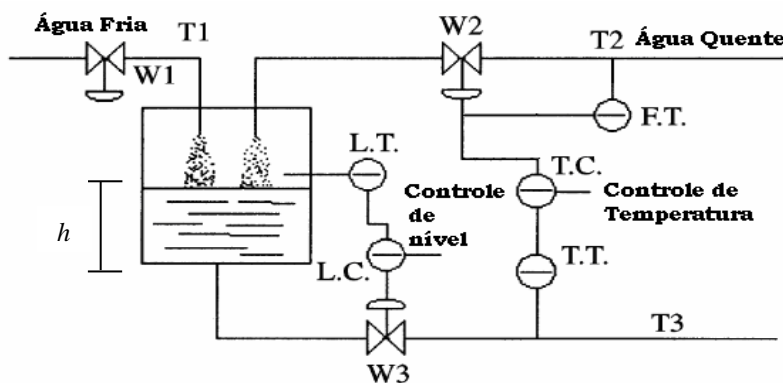 Água Fria
T1
W1
W2
T2
Água Quente
F.T.
L.T.
T.C.
Controle
de
nível
Controle de
Temperatura
h
L.C.
T.T.
W3
T3